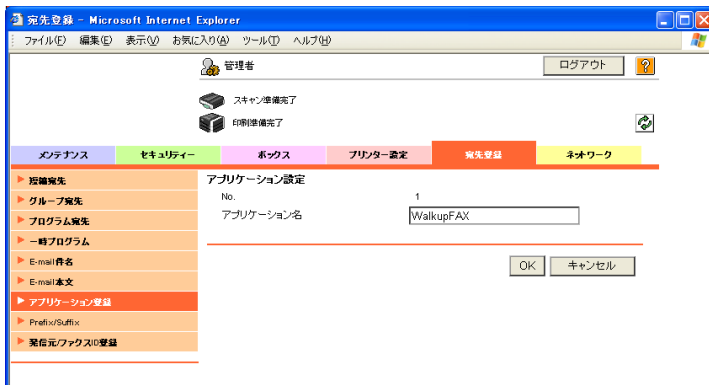 宛先登録 - Microsoft Internet Explorer
ファイル(F) 編集(E) 表示(V) お気に入り(A) ツール(T) ヘルプ(H)
管理者
ログアウト
?
スキャン準備完了
印刷準備完了
メンテナンス セキュリティー ボックス プリンター設定 宛先登録 ネットワーク
短縮宛先
グループ宛先
プログラム宛先
一時プログラム
E-mail件名
E-mail本文
アプリケーション登録
Prefix/Suffix
発信元/ファクスID登録
アプリケーション設定
No. 1
アプリケーション名 WalkupFAX
OK キャンセル